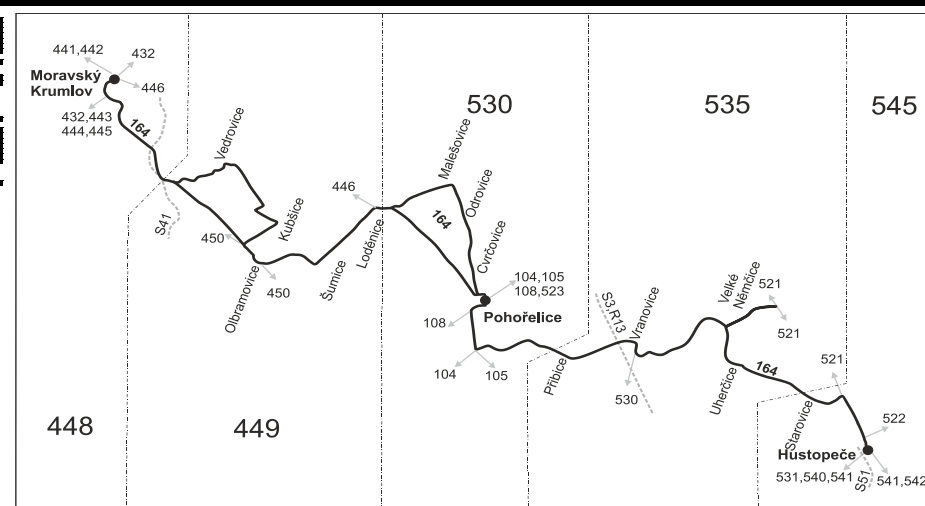 441,442
432
Moravský
Krumlov
446
432,443
444,445
164
S41
Vedrovice
Kubšice
450
450
Olbramovice
Šumice
Loděnice
446
530
Malešovice
Odrovice
164
Cvrčovice
104,105
108,523
Pohořelice
108
104
105
Přibice
535
S3,R13
Vranovice
530
Velké
Němčice
521
521
Uherčice
164
Starovice
545
521
522
Hustopeče
531,540,541
S51
541,542
448
449